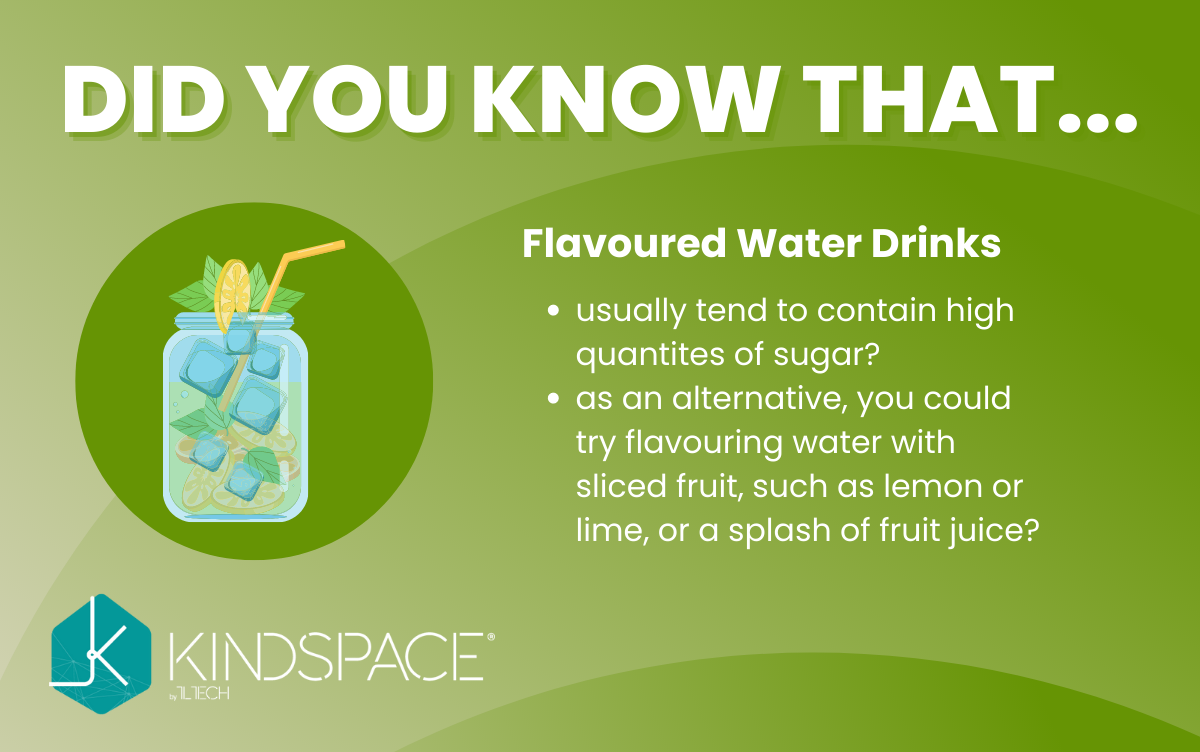 DID YOU KNOW THAT...
Flavoured Water Drinks
• usually tend to contain high
quantites of sugar?
• as an alternative, you could
try flavouring water with
sliced fruit, such as lemon or
lime, or a splash of fruit juice?
KINDSPACE®
by TLTECH